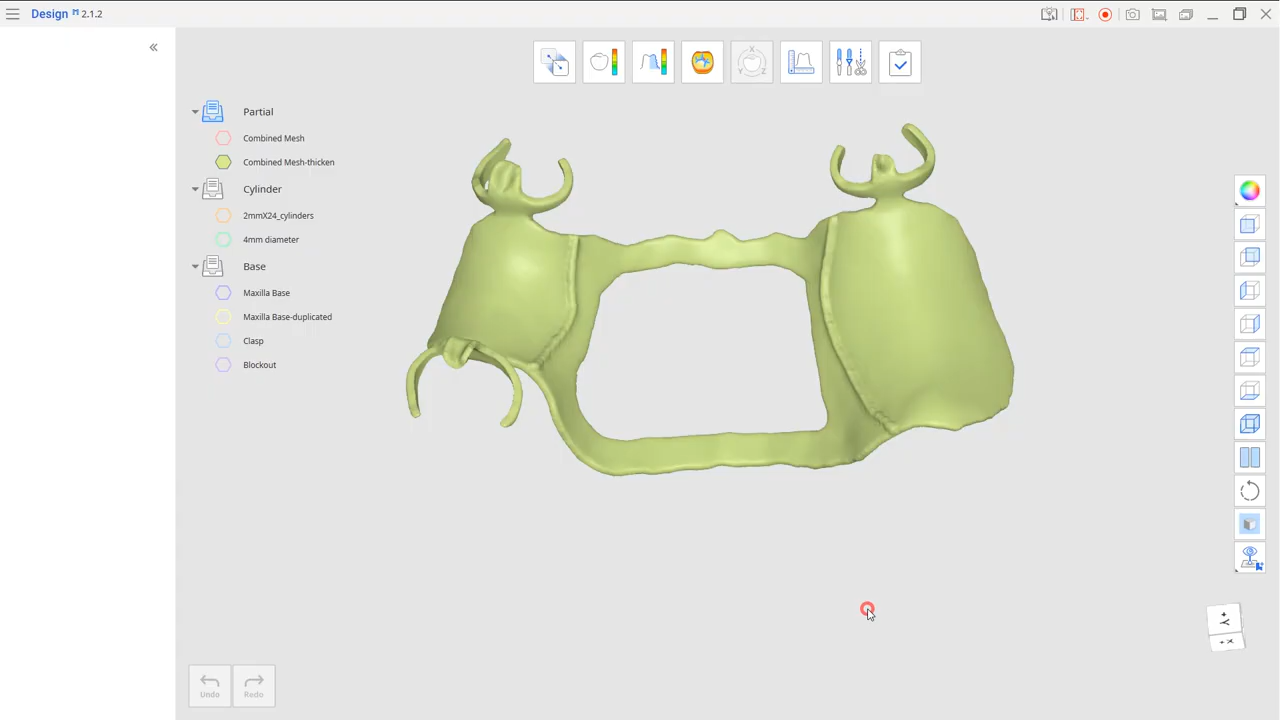 Design 2.1.2
Partial
Combined Mesh
Combined Mesh-thicken
Cylinder
2mmX24_cylinders
4mm diameter
Base
Maxilla Base
Maxilla Base-duplicated
Clasp
Blockout
Undo
Redo